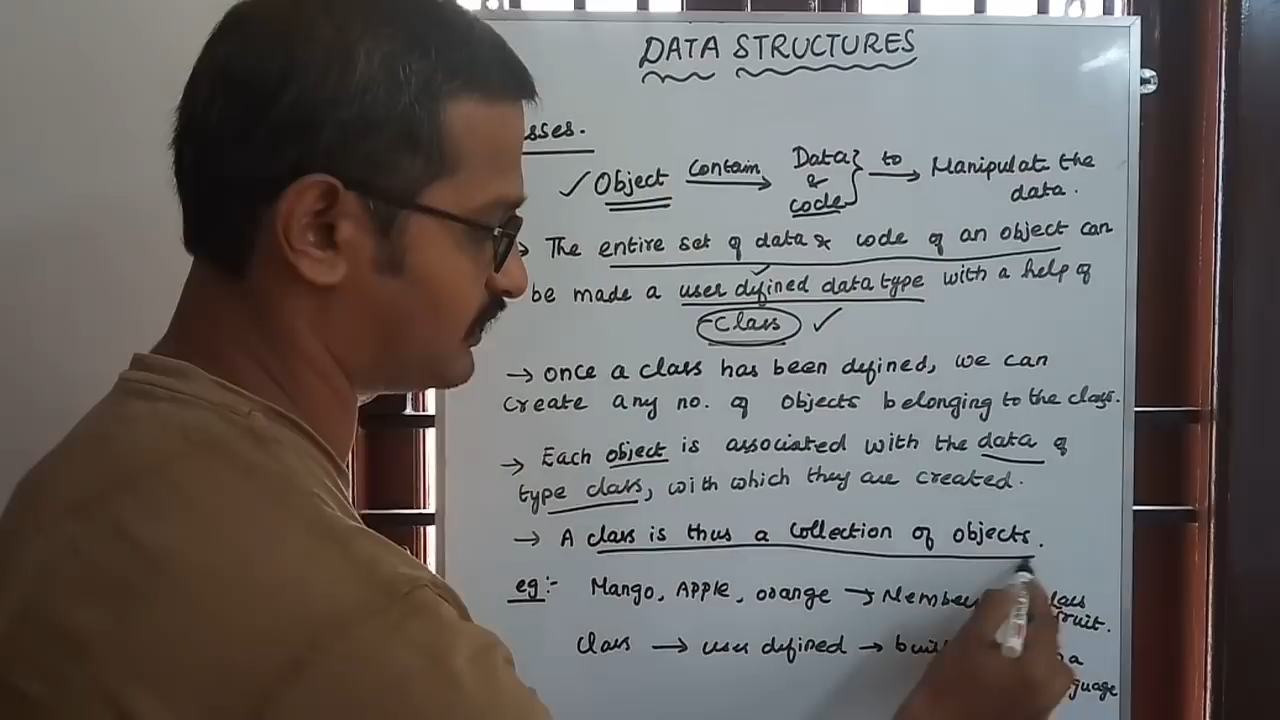 DATA STRUCTURES
sses.
✓ Object contain → Data & code } to → Manipulate the data.
→ The entire set of data & code of an object can
be made a user defined data type with a help of
class ✓
→ once a class has been defined, we can
create any no. of objects belonging to the class.
→ Each object is associated with the data of
type class, with which they are created.
→ A class is thus a collection of objects.
eg:- Mango, APPle, orange → Member
fruit.
class → user defined → buil
a
guage